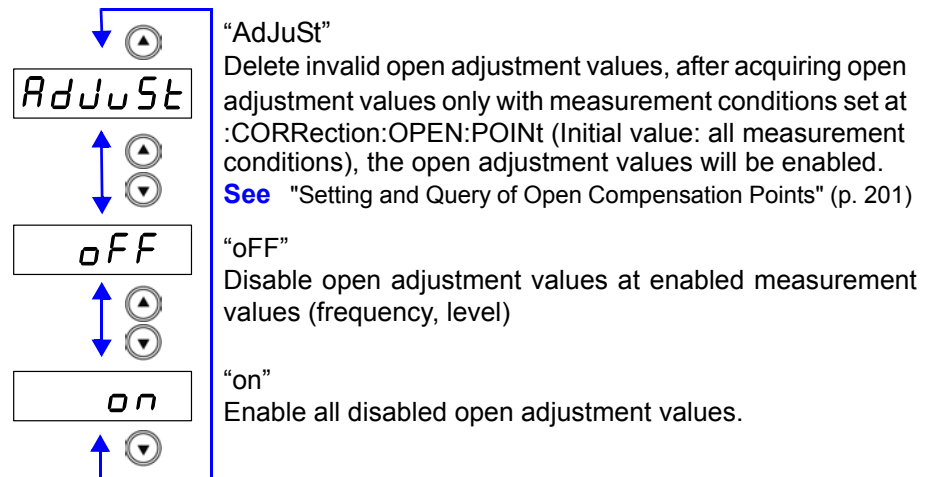 “AdJuSt”
AdJuSt
Delete invalid open adjustment values, after acquiring open
adjustment values only with measurement conditions set at
:CORRection:OPEN:POINt (Initial value: all measurement
conditions), the open adjustment values will be enabled.
See "Setting and Query of Open Compensation Points" (p. 201)
oFF
“oFF”
Disable open adjustment values at enabled measurement
values (frequency, level)
on
“on”
Enable all disabled open adjustment values.